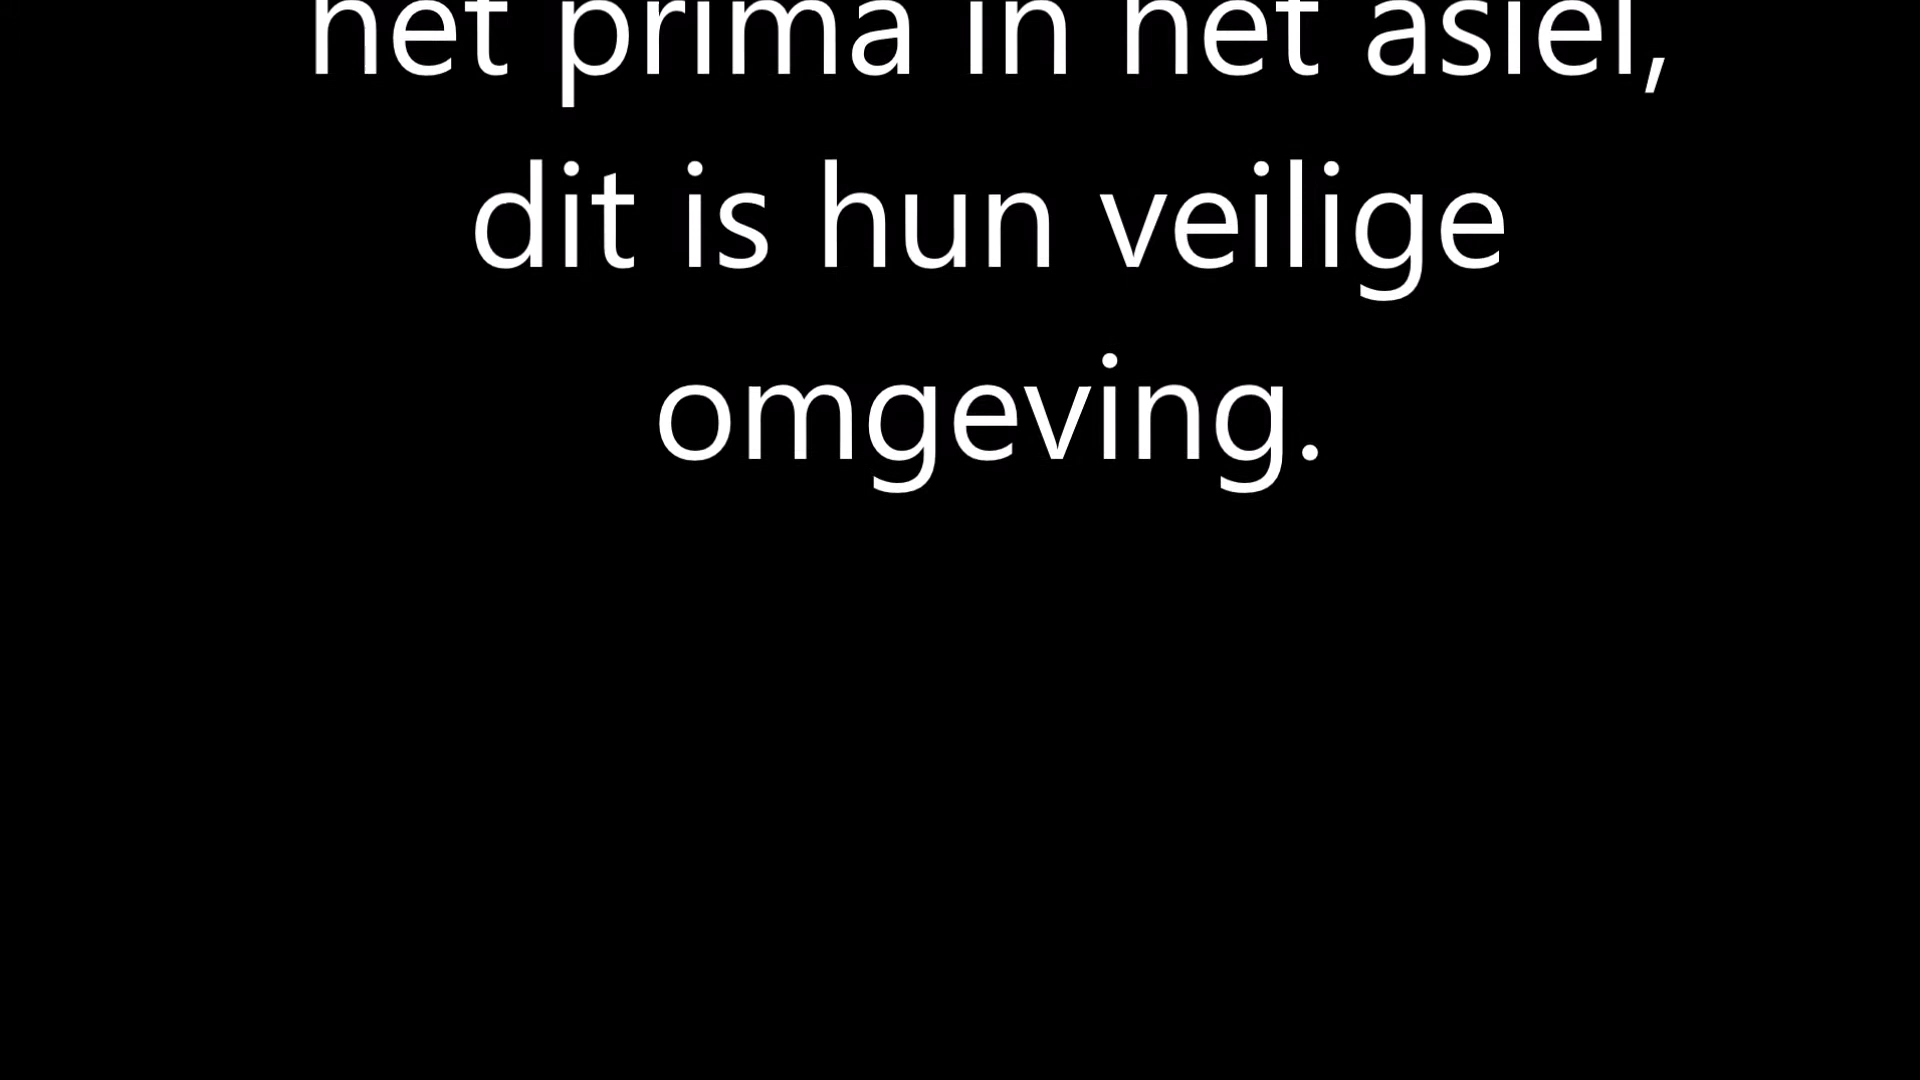 het prima in het asiel,
dit is hun veilige
omgeving.